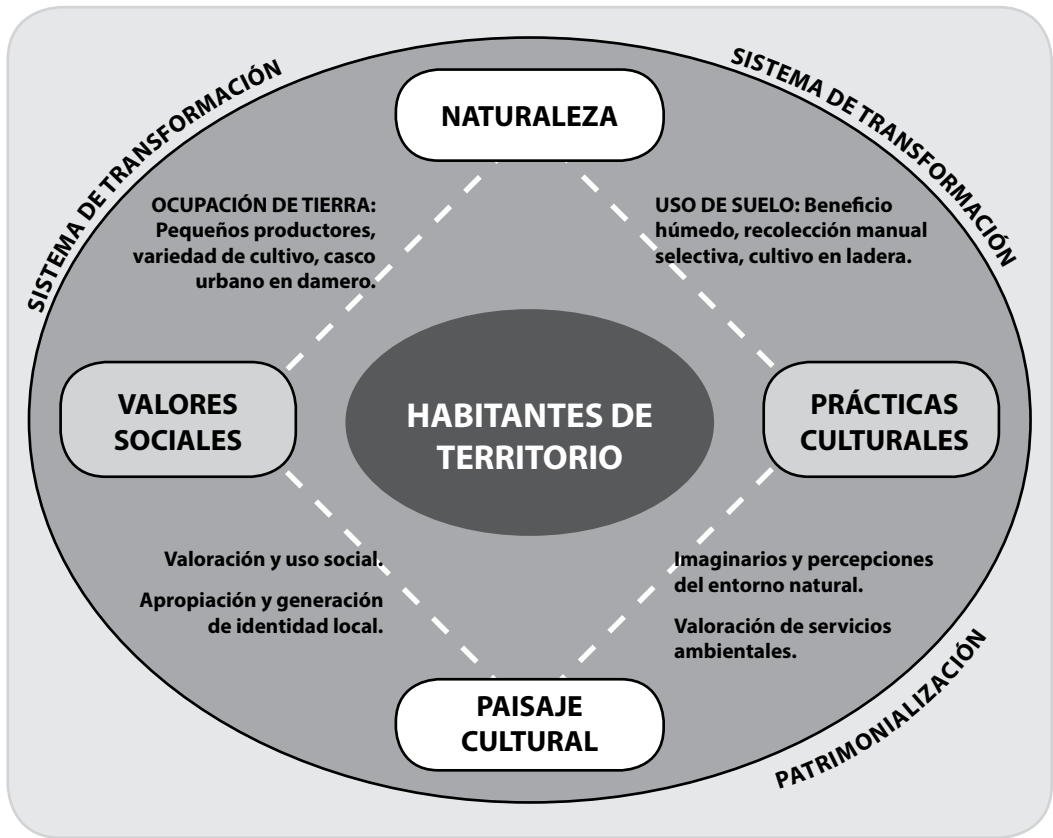 SISTEMA DE TRANSFORMACIÓN
SISTEMA DE TRANSFORMACIÓN
NATURALEZA
OCUPACIÓN DE TIERRA:
Pequeños productores,
variedad de cultivo, casco
urbano en damero.
USO DE SUELO: Beneficio
húmedo, recolección manual
selectiva, cultivo en ladera.
VALORES
SOCIALES
HABITANTES DE
TERRITORIO
PRÁCTICAS
CULTURALES
Valoración y uso social.
Apropiación y generación
de identidad local.
Imaginarios y percepciones
del entorno natural.
Valoración de servicios
ambientales.
PAISAJE
CULTURAL
PATRIMONIALIZACIÓN